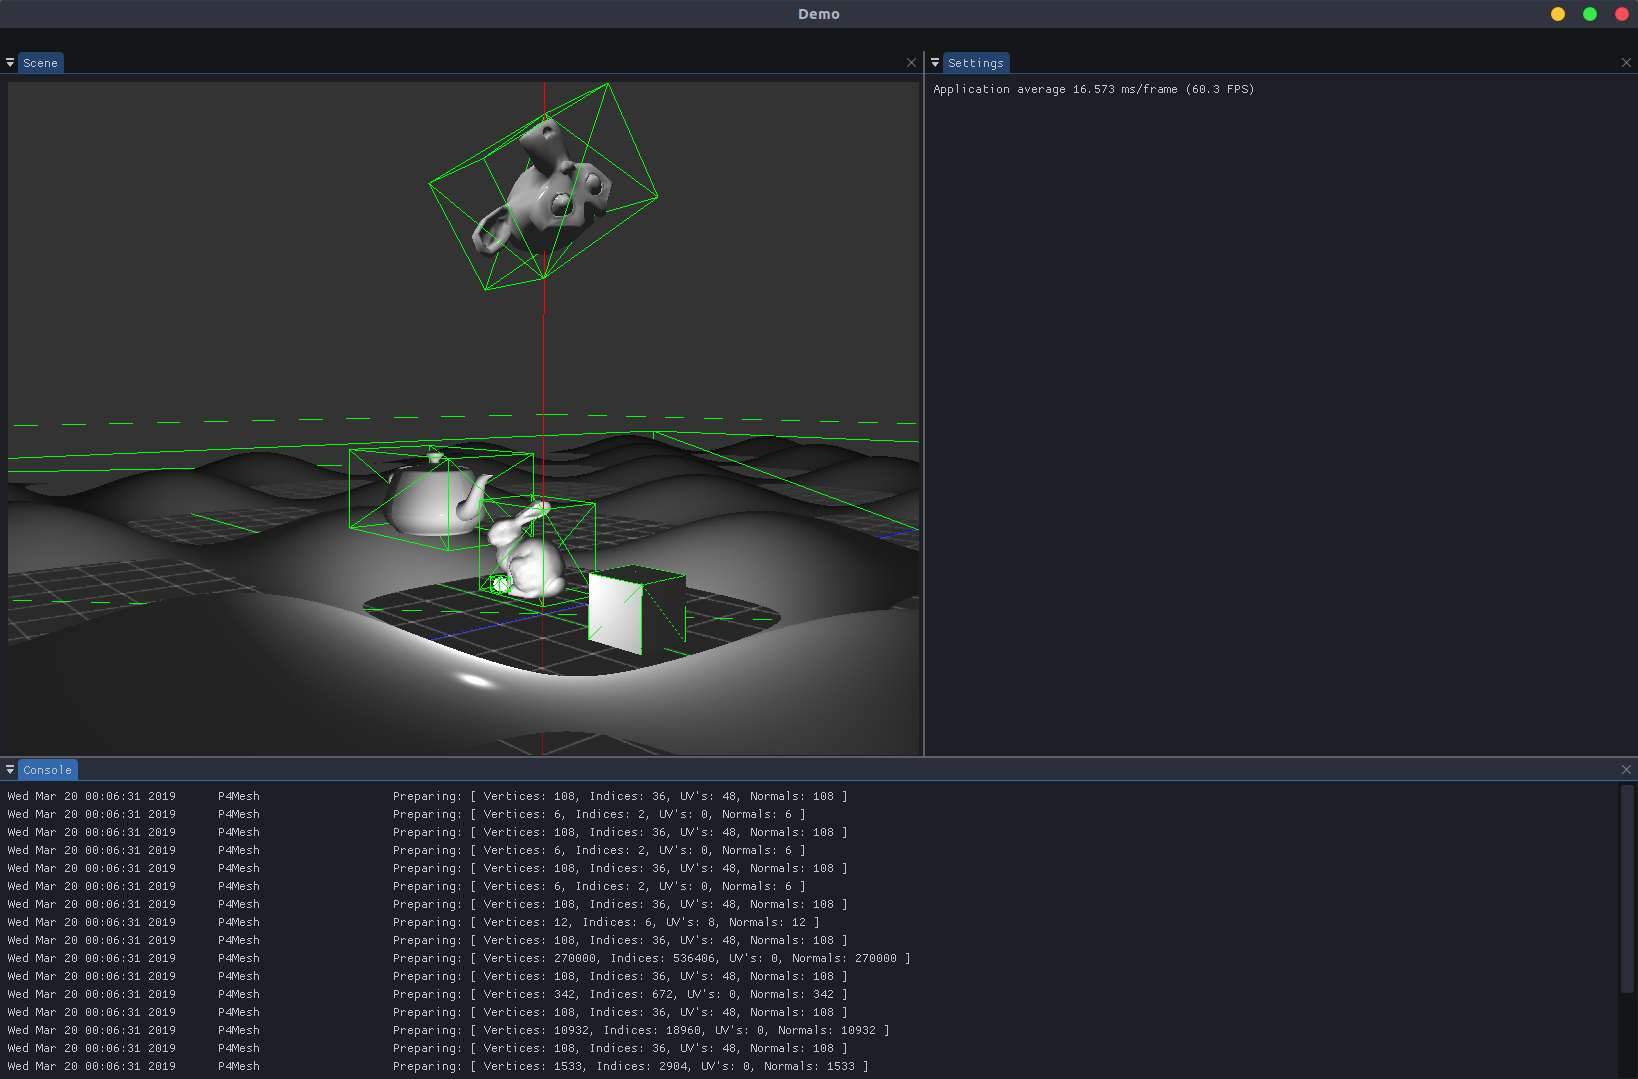 Demo
Scene
Settings
Application average 16.573 ms/frame (60.3 FPS)
Console
Wed Mar 20 00:06:31 2019 P4Mesh Preparing: [ Vertices: 108, Indices: 36, UV's: 48, Normals: 108 ]
Wed Mar 20 00:06:31 2019 P4Mesh Preparing: [ Vertices: 6, Indices: 2, UV's: 0, Normals: 6 ]
Wed Mar 20 00:06:31 2019 P4Mesh Preparing: [ Vertices: 108, Indices: 36, UV's: 48, Normals: 108 ]
Wed Mar 20 00:06:31 2019 P4Mesh Preparing: [ Vertices: 6, Indices: 2, UV's: 0, Normals: 6 ]
Wed Mar 20 00:06:31 2019 P4Mesh Preparing: [ Vertices: 108, Indices: 36, UV's: 48, Normals: 108 ]
Wed Mar 20 00:06:31 2019 P4Mesh Preparing: [ Vertices: 6, Indices: 2, UV's: 0, Normals: 6 ]
Wed Mar 20 00:06:31 2019 P4Mesh Preparing: [ Vertices: 108, Indices: 36, UV's: 48, Normals: 108 ]
Wed Mar 20 00:06:31 2019 P4Mesh Preparing: [ Vertices: 12, Indices: 6, UV's: 8, Normals: 12 ]
Wed Mar 20 00:06:31 2019 P4Mesh Preparing: [ Vertices: 108, Indices: 36, UV's: 48, Normals: 108 ]
Wed Mar 20 00:06:31 2019 P4Mesh Preparing: [ Vertices: 270000, Indices: 536406, UV's: 0, Normals: 270000 ]
Wed Mar 20 00:06:31 2019 P4Mesh Preparing: [ Vertices: 108, Indices: 36, UV's: 48, Normals: 108 ]
Wed Mar 20 00:06:31 2019 P4Mesh Preparing: [ Vertices: 342, Indices: 672, UV's: 0, Normals: 342 ]
Wed Mar 20 00:06:31 2019 P4Mesh Preparing: [ Vertices: 108, Indices: 36, UV's: 48, Normals: 108 ]
Wed Mar 20 00:06:31 2019 P4Mesh Preparing: [ Vertices: 10932, Indices: 18960, UV's: 0, Normals: 10932 ]
Wed Mar 20 00:06:31 2019 P4Mesh Preparing: [ Vertices: 108, Indices: 36, UV's: 48, Normals: 108 ]
Wed Mar 20 00:06:31 2019 P4Mesh Preparing: [ Vertices: 1533, Indices: 2904, UV's: 0, Normals: 1533 ]